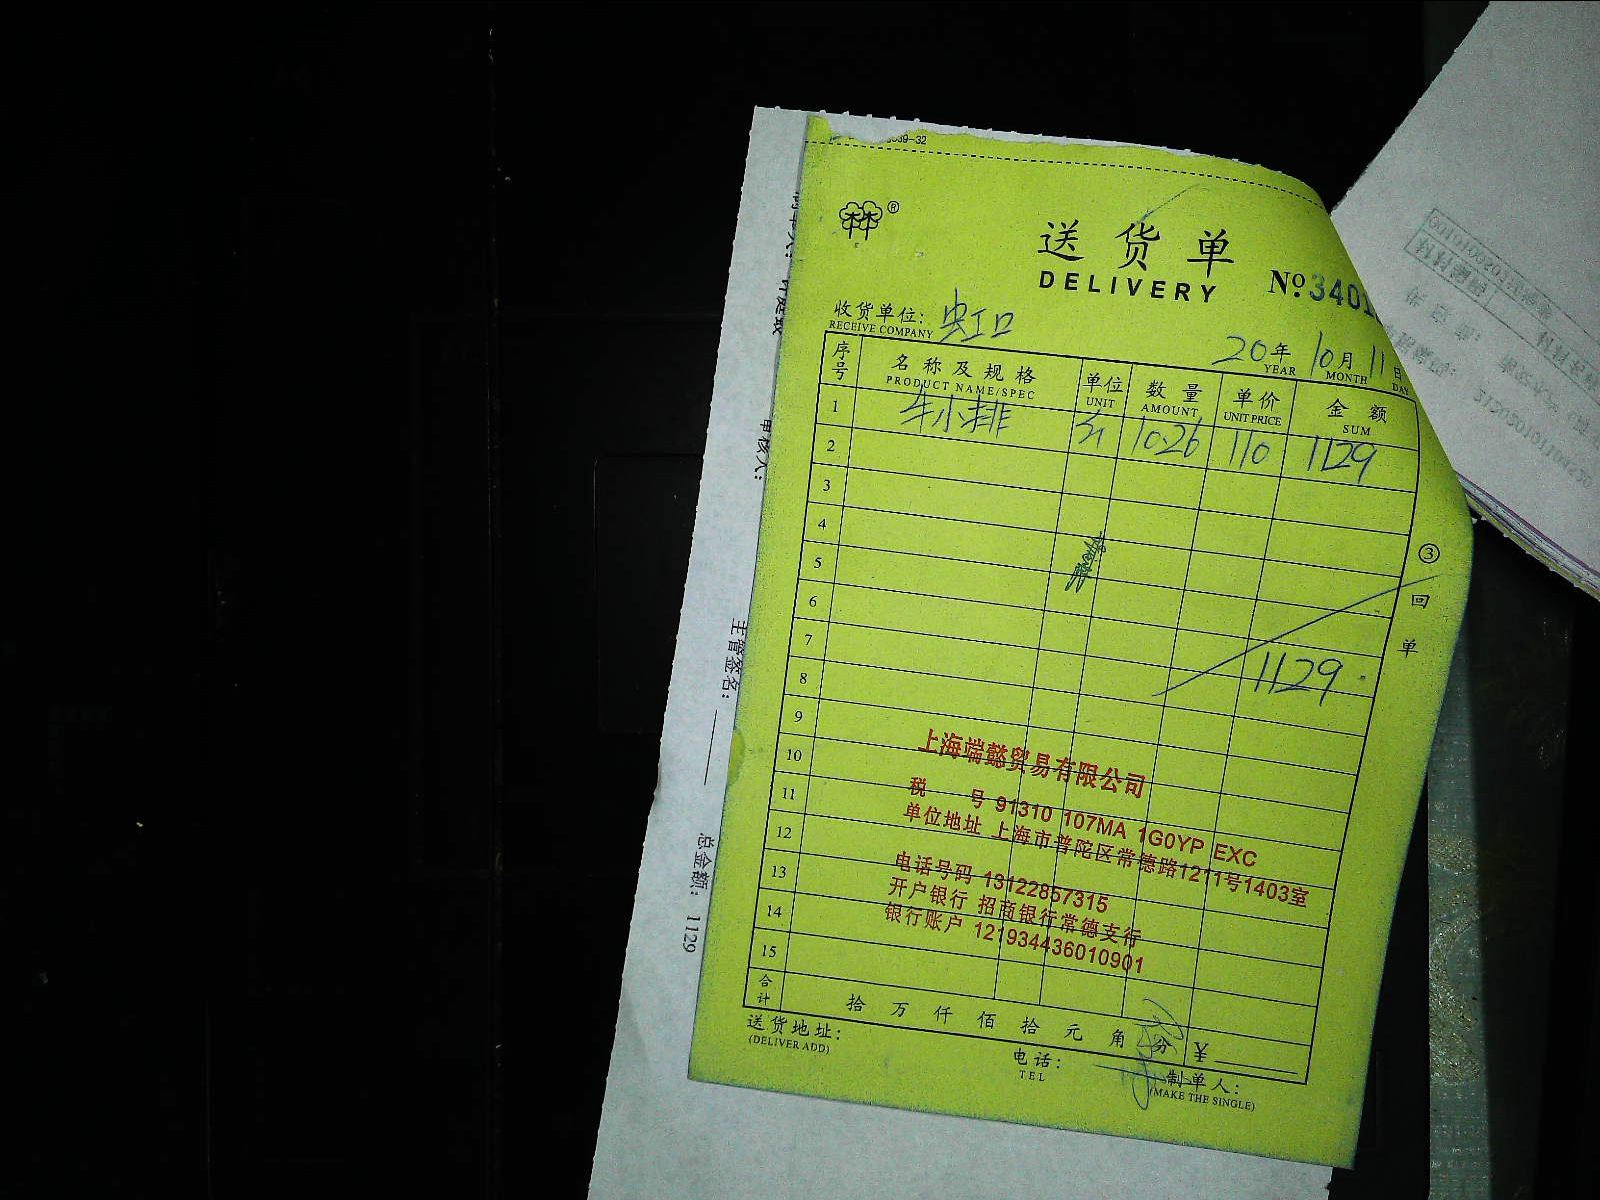 039-32
®
送货单
DELIVERY
No. 3401
收货单位: 虹口
RECEIVE COMPANY
20年 10月 11日
YEAR MONTH DAY
序号 名称及规格 单位 数量 单价 金额
PRODUCT NAME/SPEC UNIT AMOUNT UNIT PRICE SUM
1 牛小排 10.26 110 1129
2
3
4
5
6
7
8 1129
9
10
11
12
13
14
15
③回单
上海端懿贸易有限公司
税 号 91310 107MA 1G0YP EXC
单位地址 上海市普陀区常德路1211号1403室
电话号码 13122857315
开户银行 招商银行常德支行
银行账户 121934436010901
合计 拾 万 仟 佰 拾 元 角 分 ¥
送货地址:
(DELIVER ADD)
电话:
TEL
制单人:
(MAKE THE SINGLE)
审核人:
主管签名:
总金额: 1129